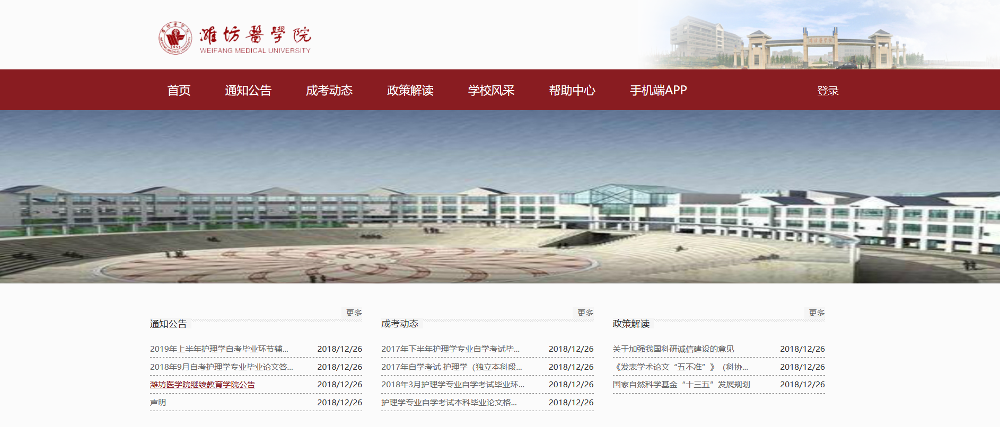 潍坊醫學院
WEIFANG MEDICAL UNIVERSITY
1951
潍坊醫學院
首页 通知公告 成考动态 政策解读 学校风采 帮助中心 手机端APP 登录
更多
通知公告
2019年上半年护理学自考毕业环节辅... 2018/12/26
2018年9月自考护理学专业毕业论文答... 2018/12/26
潍坊医学院继续教育学院公告 2018/12/26
声明 2018/12/26
更多
成考动态
2017年下半年护理学专业自学考试毕... 2018/12/26
2017年自学考试 护理学（独立本科段... 2018/12/26
2018年3月护理学专业自学考试毕业环... 2018/12/26
护理学专业自学考试本科毕业论文格... 2018/12/26
更多
政策解读
关于加强我国科研诚信建设的意见 2018/12/26
《发表学术论文“五不准”》（科协... 2018/12/26
国家自然科学基金“十三五”发展规划 2018/12/26